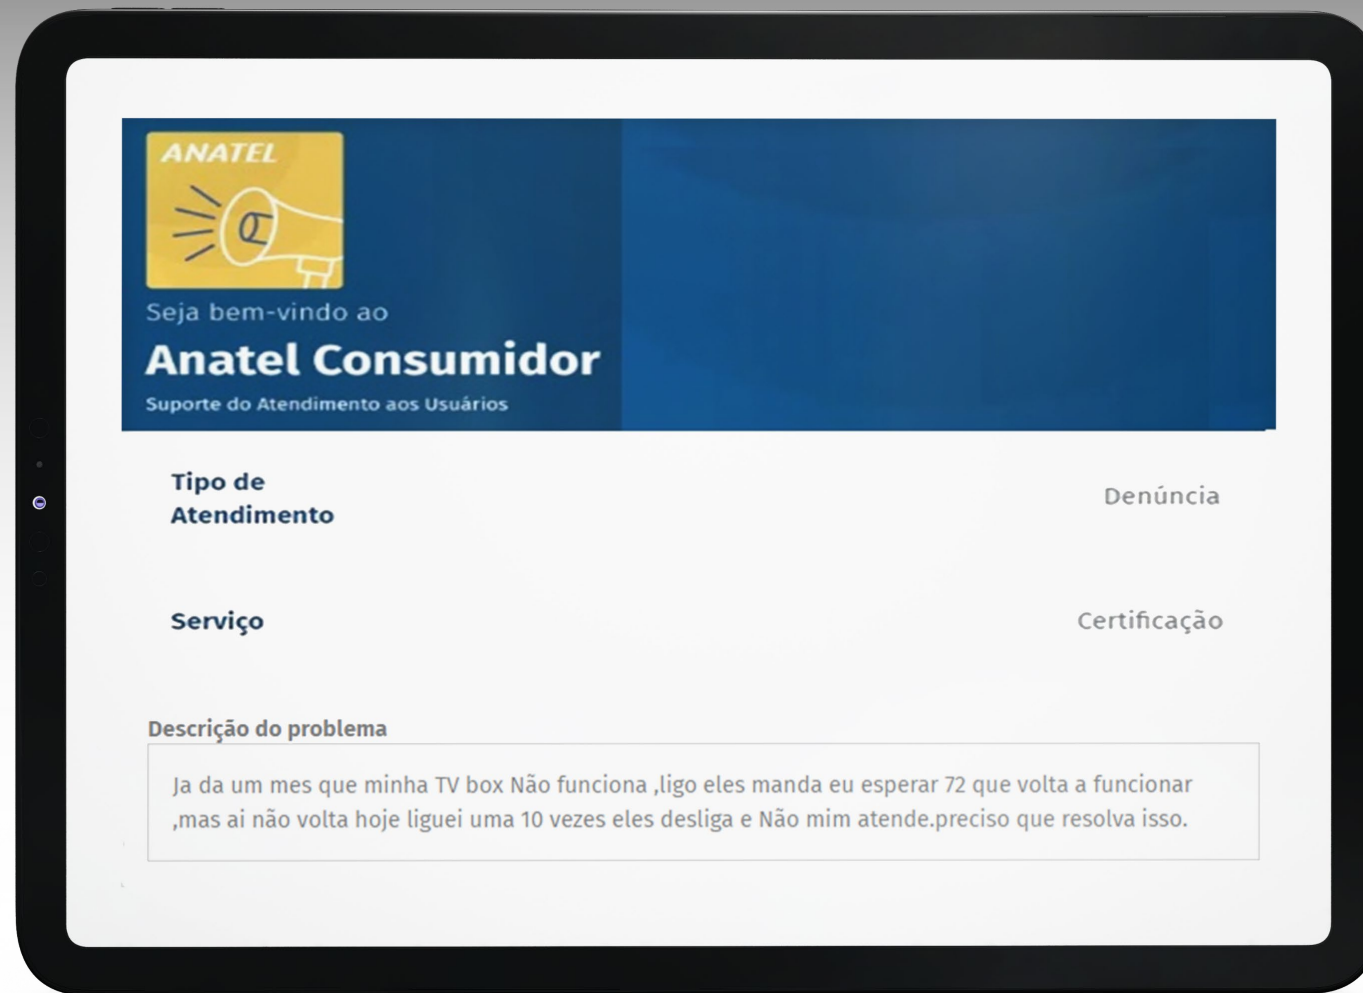 ANATEL
Seja bem-vindo ao
Anatel Consumidor
Suporte do Atendimento aos Usuários
Tipo de
Atendimento
Denúncia
Serviço
Certificação
Descrição do problema
Ja da um mes que minha TV box Não funciona ,ligo eles manda eu esperar 72 que volta a funcionar
,mas ai não volta hoje liguei uma 10 vezes eles desliga e Não mim atende.preciso que resolva isso.